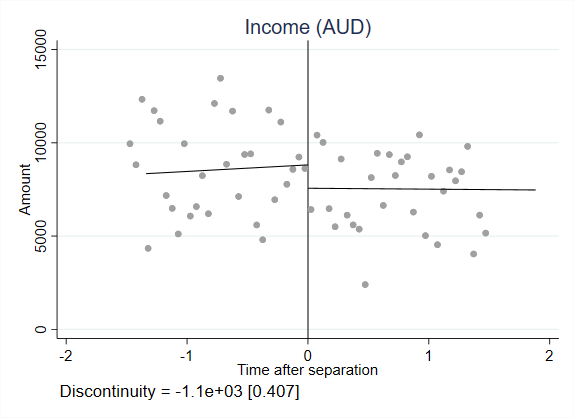 Income (AUD)
15000
10000
5000
0
Amount
-2 -1 0 1 2
Time after separation
Discontinuity = -1.1e+03 [0.407]